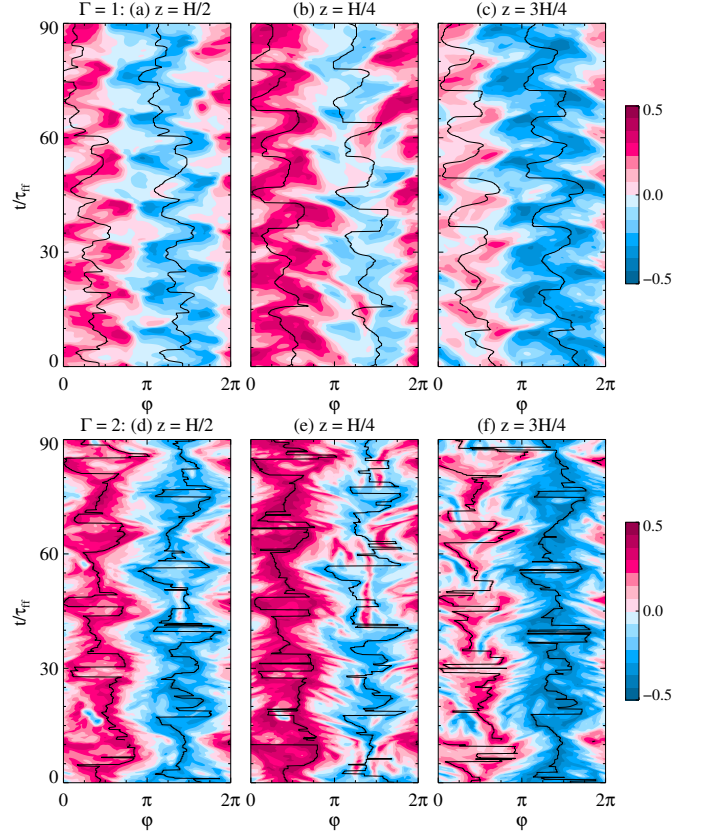 Γ = 1: (a) z = H/2
(b) z = H/4
(c) z = 3H/4
90
60
30
0
t/τff
0.5
0.0
−0.5
0 π 2π
0 π 2π
0 π 2π
φ
φ
φ
Γ = 2: (d) z = H/2
(e) z = H/4
(f) z = 3H/4
90
60
30
0
t/τff
0.5
0.0
−0.5
0 π 2π
0 π 2π
0 π 2π
φ
φ
φ